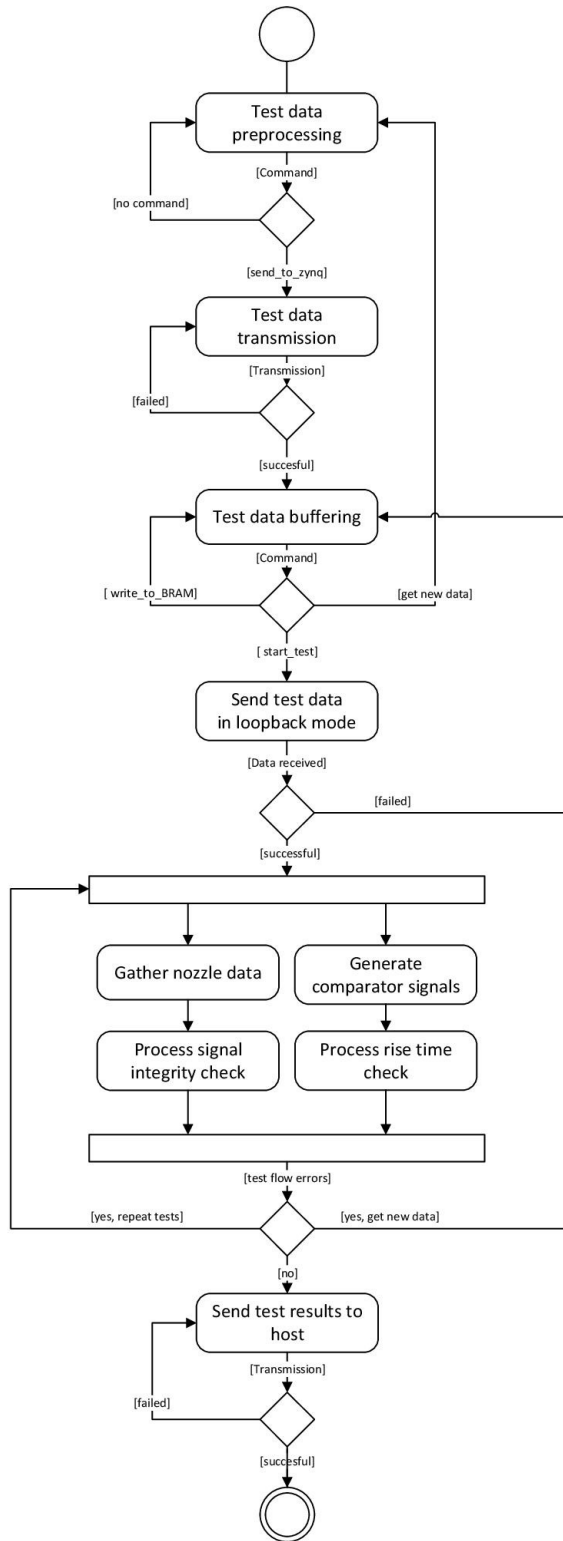 Test data
preprocessing
[Command]
[no command]
[send_to_zynq]
Test data
transmission
[Transmission]
[failed]
[succesful]
Test data buffering
[Command]
[ write_to_BRAM]
[get new data]
[ start_test]
Send test data
in loopback mode
[Data received]
[failed]
[successful]
Gather nozzle data
Generate
comparator signals
Process signal
integrity check
Process rise time
check
[test flow errors]
[yes, repeat tests]
[yes, get new data]
[no]
Send test results to
host
[Transmission]
[failed]
[succesful]